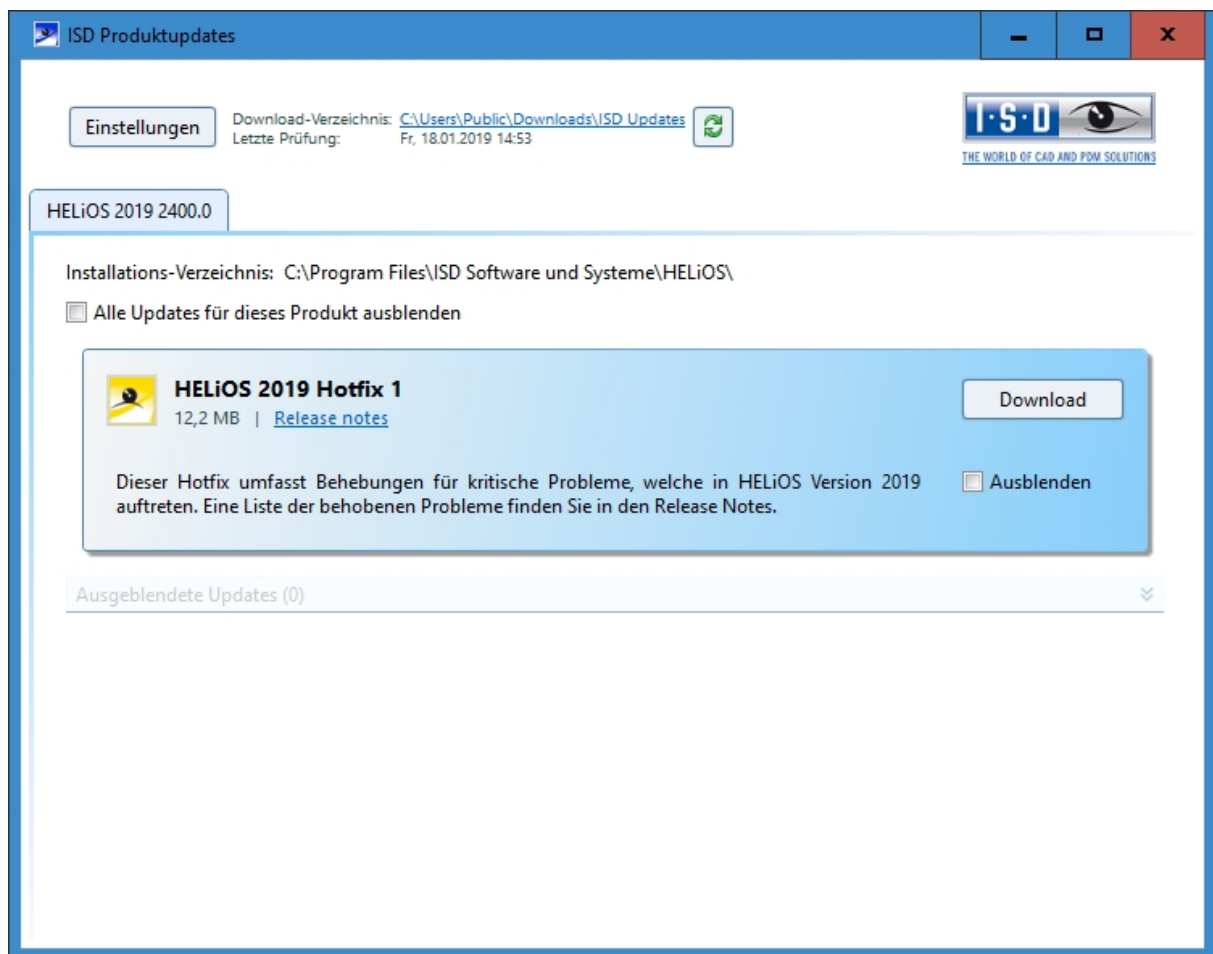 ISD Produktupdates
Einstellungen
Download-Verzeichnis: C:\Users\Public\Downloads\ISD Updates
Letzte Prüfung: Fr, 18.01.2019 14:53
I·S·D
THE WORLD OF CAD AND PDM SOLUTIONS
HELiOS 2019 2400.0
Installations-Verzeichnis: C:\Program Files\ISD Software und Systeme\HELiOS\
Alle Updates für dieses Produkt ausblenden
HELiOS 2019 Hotfix 1
12,2 MB | Release notes
Download
Dieser Hotfix umfasst Behebungen für kritische Probleme, welche in HELiOS Version 2019
auftreten. Eine Liste der behobenen Probleme finden Sie in den Release Notes.
Ausblenden
Ausgeblendete Updates (0)